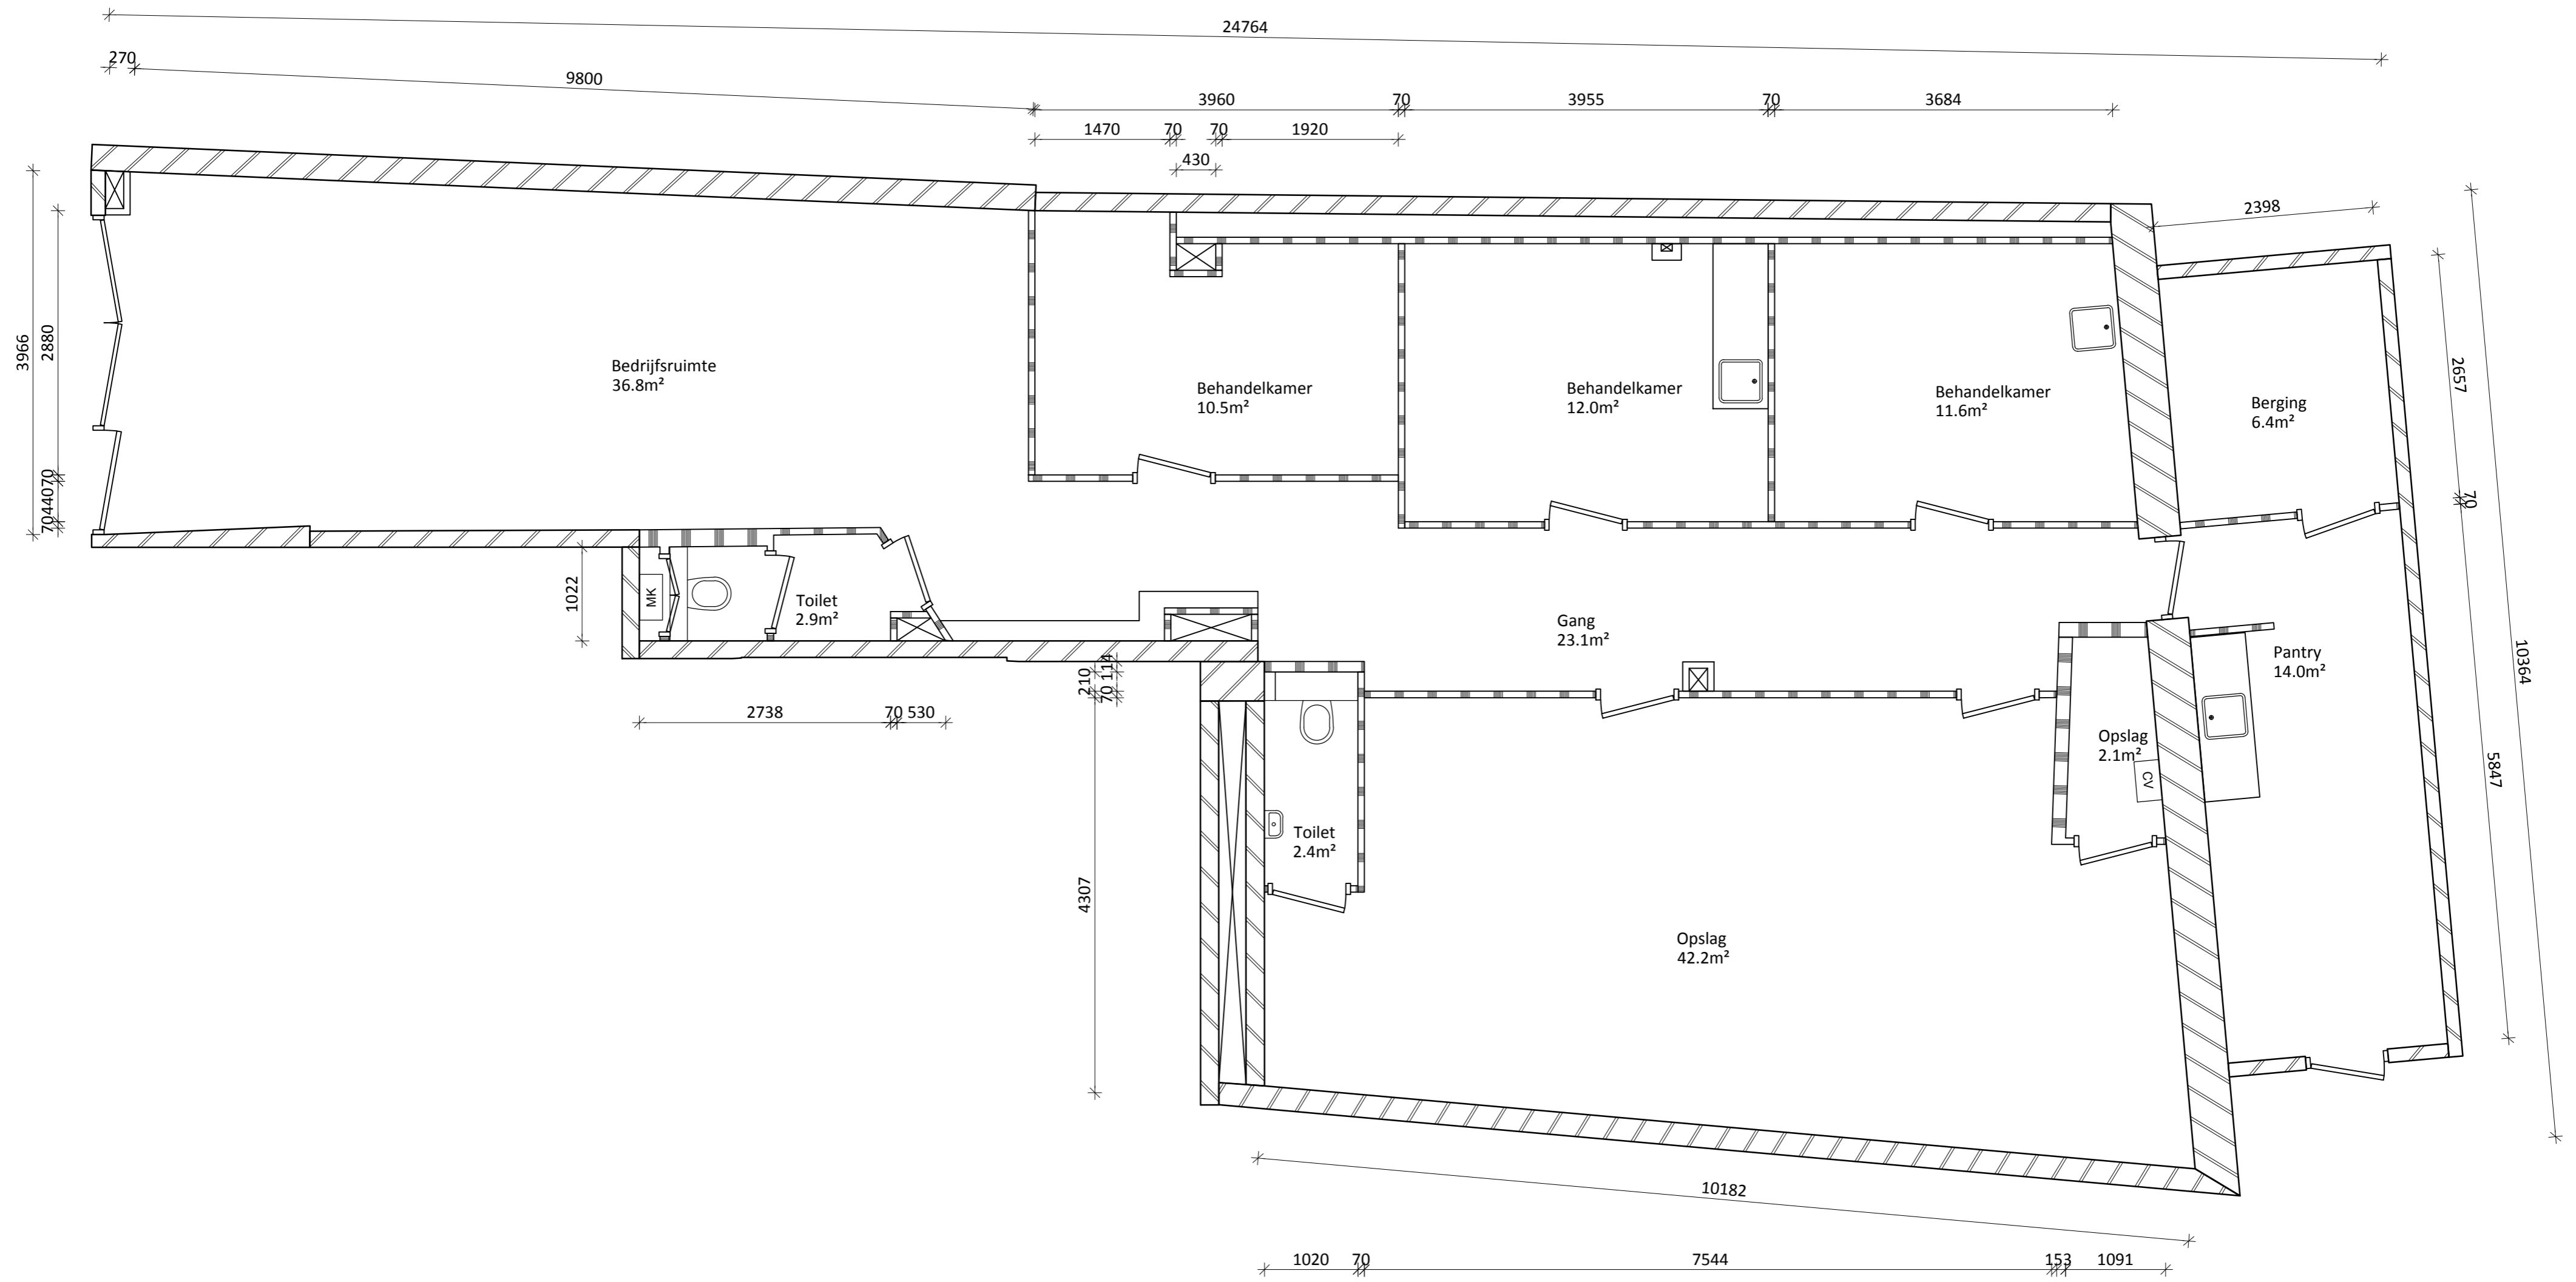 24764
270
9800
3960
70
3955
70
3684
1470
70
70
1920
430
2398
3966
2880
70
440
70
2657
70
10364
5847
Bedrijfsruimte
36.8m²
Behandelkamer
10.5m²
Behandelkamer
12.0m²
Behandelkamer
11.6m²
Berging
6.4m²
1022
MK
Toilet
2.9m²
Gang
23.1m²
Pantry
14.0m²
114
210
70
2738
70
530
Opslag
2.1m²
CV
Toilet
2.4m²
4307
Opslag
42.2m²
10182
1020
70
7544
153
1091